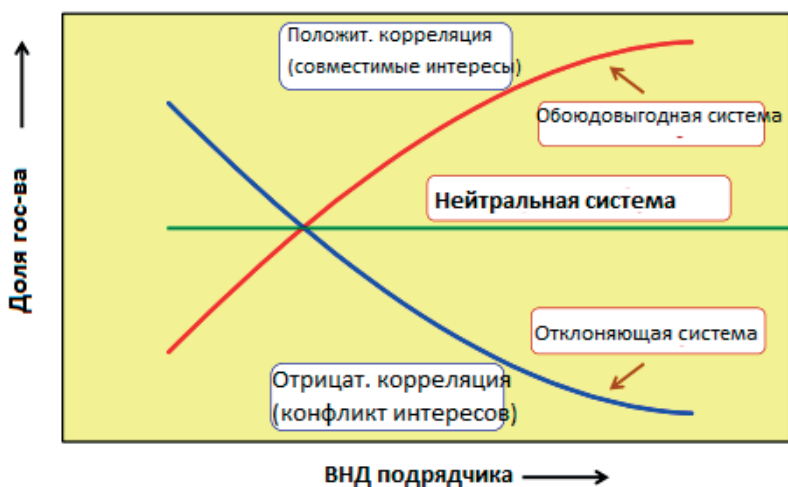 Положит. корреляция
(совместимые интересы)
Обоюдовыгодная система
Нейтральная система
Отклоняющая система
Отрицат. корреляция
(конфликт интересов)
Доля гос-ва
ВНД подрядчика